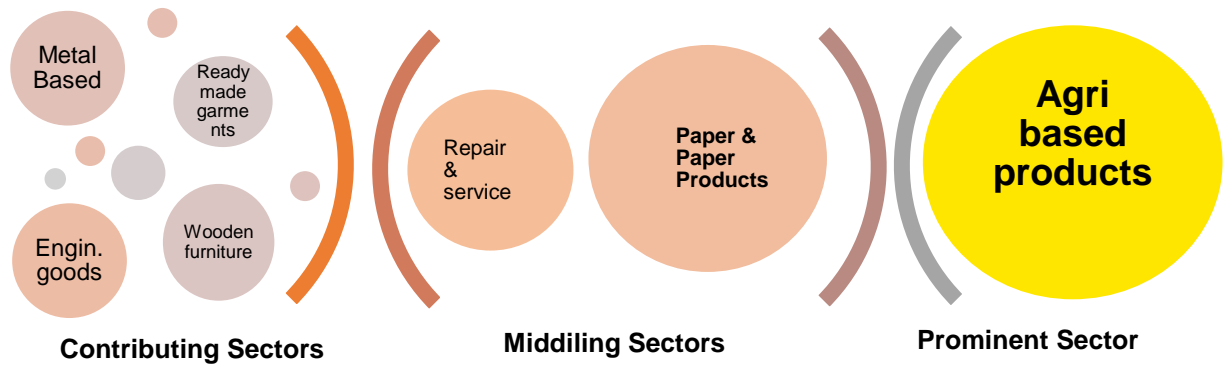 Metal
Based
Ready
made
garme
nts
Engin.
goods
Wooden
furniture
Repair
&
service
Paper &
Paper
Products
Agri
based
products
Contributing Sectors
Middiling Sectors
Prominent Sector